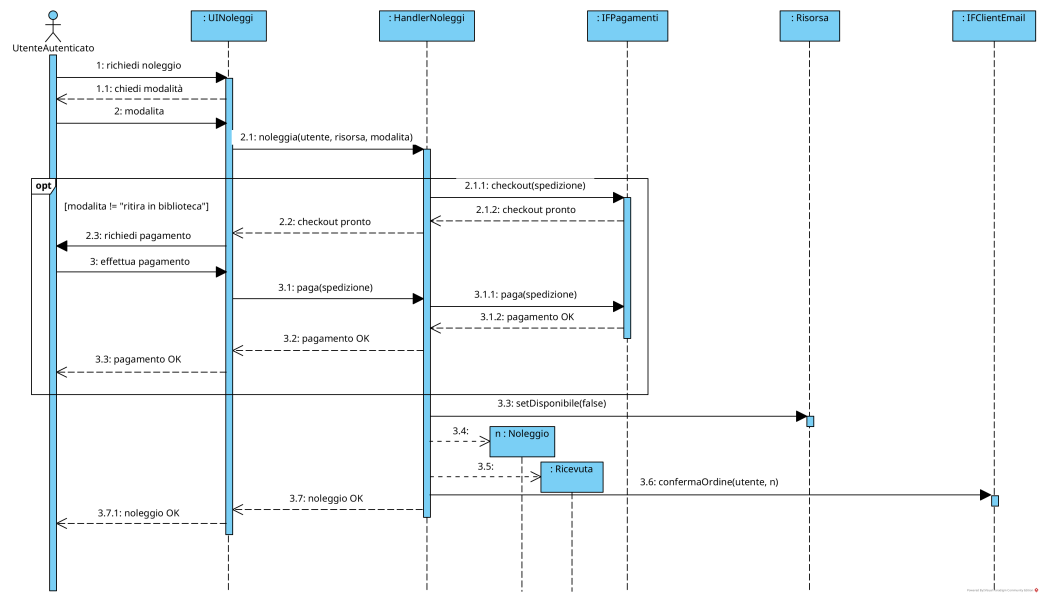 : UINoleggi
: HandlerNoleggi
: IFPagamenti
: Risorsa
: IFClientEmail
UtenteAutenticato
1: richiedi noleggio
1.1: chiedi modalità
2: modalita
2.1: noleggia(utente, risorsa, modalita)
opt
2.1.1: checkout(spedizione)
[modalita != "ritira in biblioteca"]
2.1.2: checkout pronto
2.2: checkout pronto
2.3: richiedi pagamento
3: effettua pagamento
3.1: paga(spedizione)
3.1.1: paga(spedizione)
3.1.2: pagamento OK
3.2: pagamento OK
3.3: pagamento OK
3.3: setDisponibile(false)
3.4:
n : Noleggio
3.5:
: Ricevuta
3.6: confermaOrdine(utente, n)
3.7: noleggio OK
3.7.1: noleggio OK